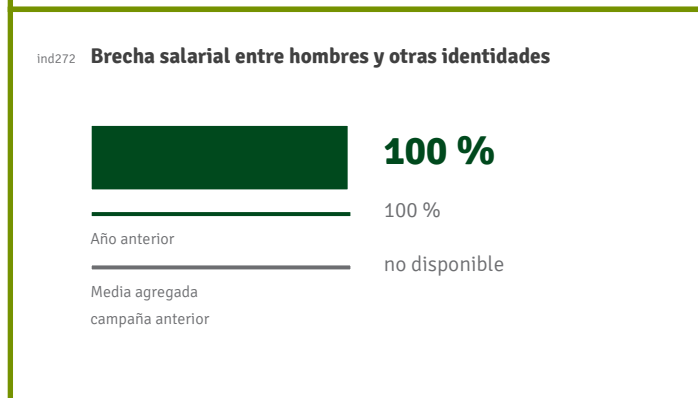 ind272 Brecha salarial entre hombres y otras identidades
100 %
100 %
Año anterior
no disponible
Media agregada
campaña anterior